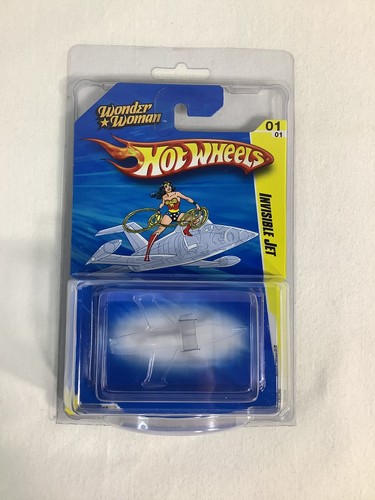 Wonder
Woman
HOT WHEELS
01
01
INVISIBLE JET